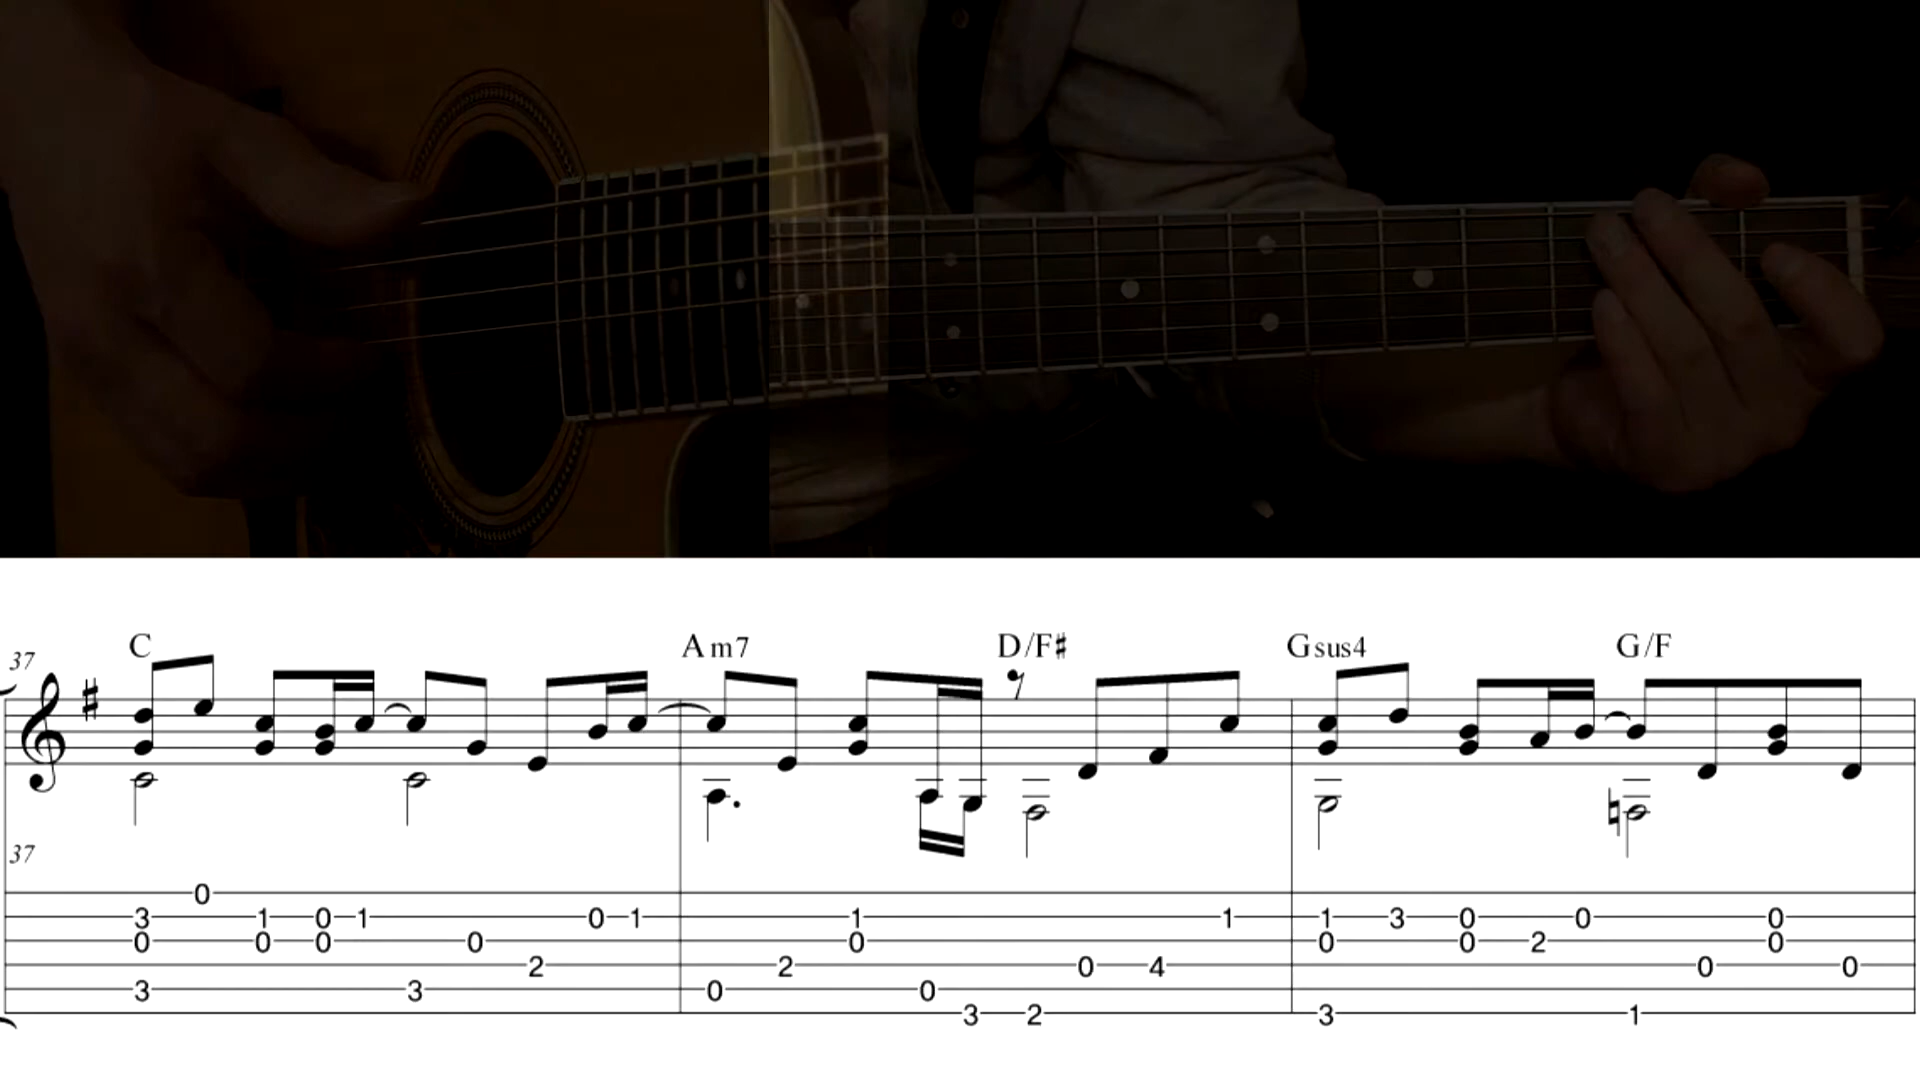 C Am7 D/F# Gsus4 G/F
37
37
0
3 1 0 1 0 1 1 1 1 3 0 0 0
0 0 0 0 0 0 0 2 0
2 2 0 4 0 0
3 3 0 0
3 2 3 1